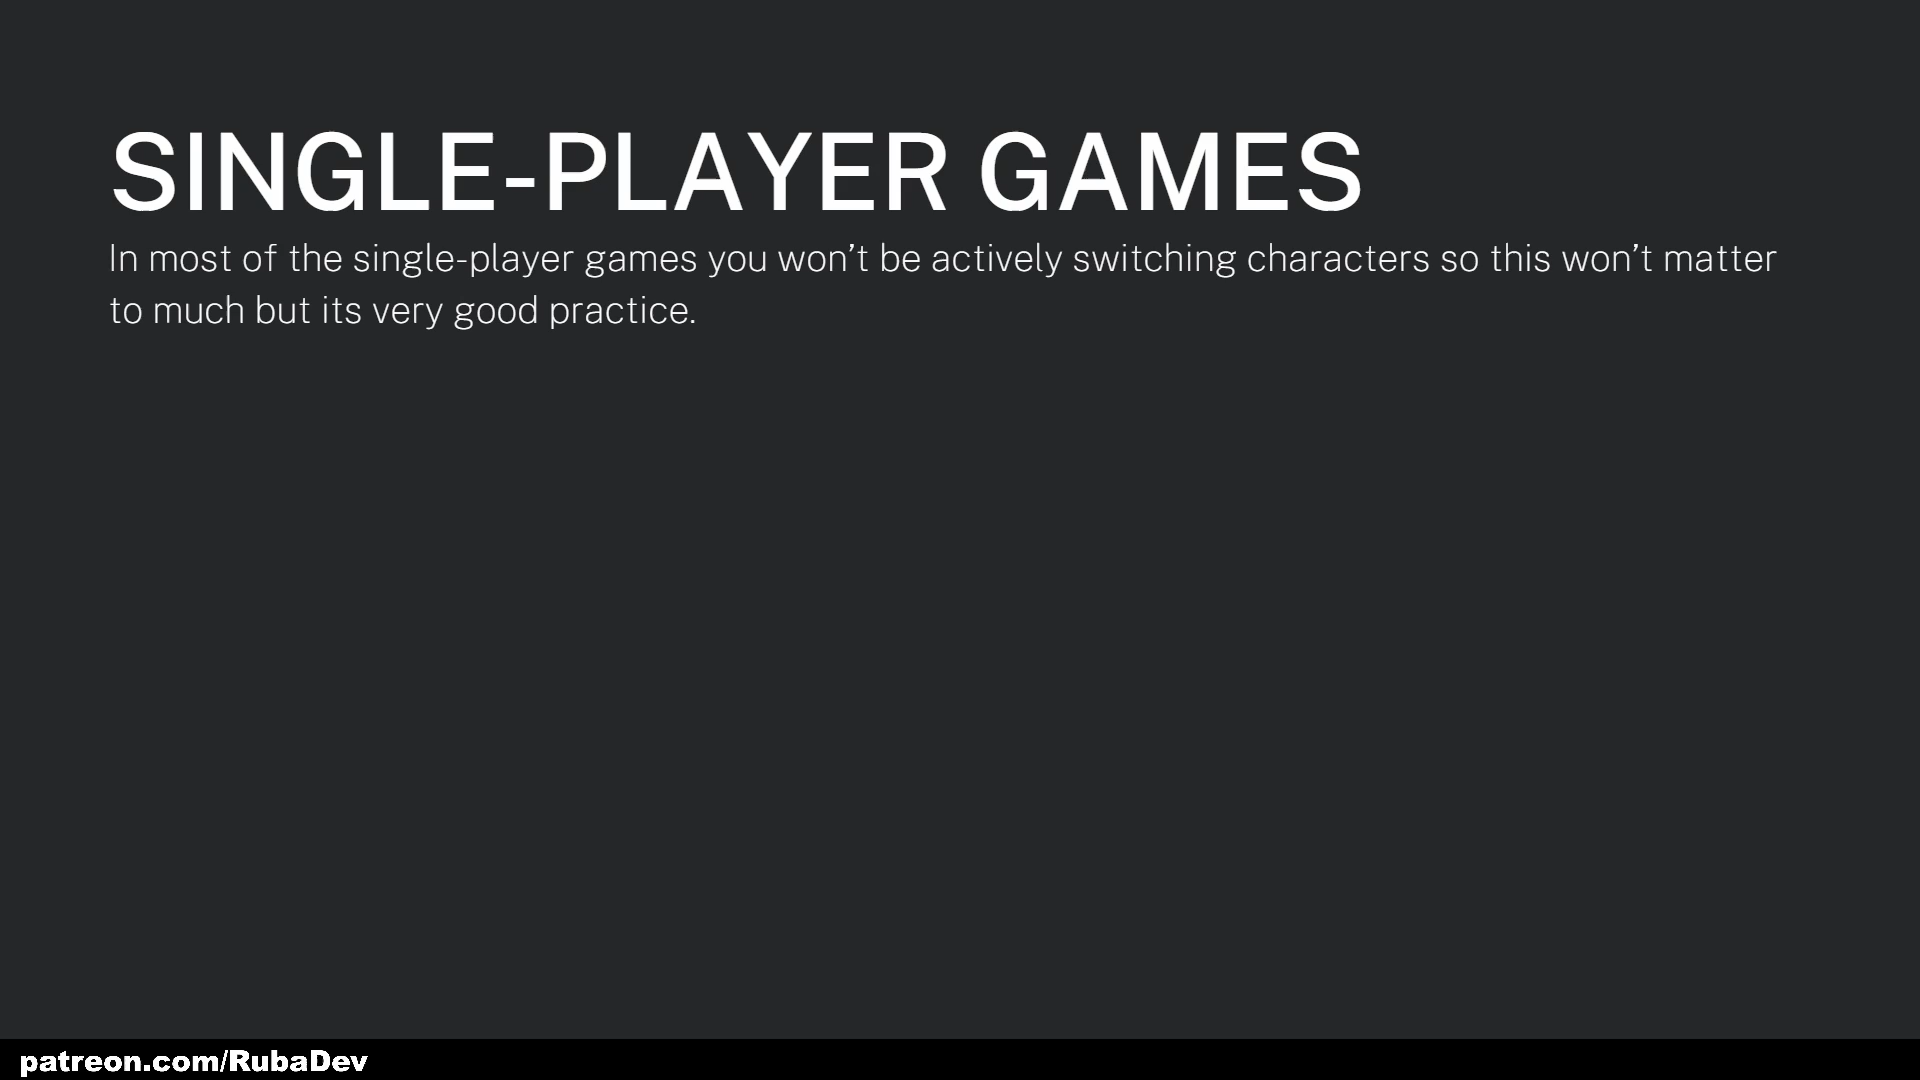 SINGLE-PLAYER GAMES
In most of the single-player games you won’t be actively switching characters so this won’t matter
to much but its very good practice.
patreon.com/RubaDev